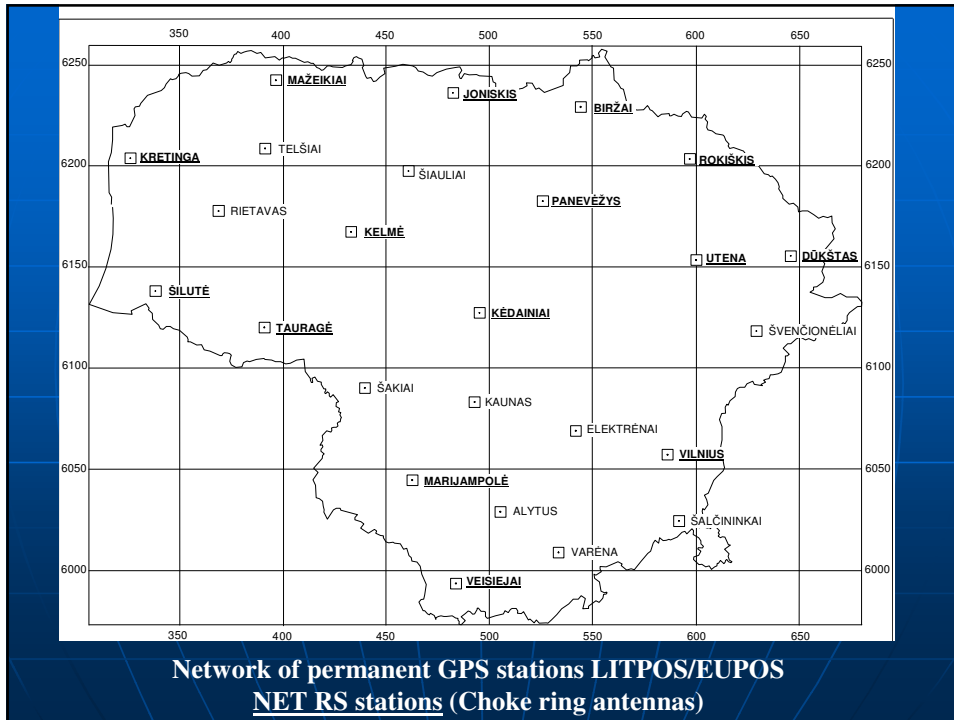 350 400 450 500 550 600 650
6250 6250
MAŽEIKIAI
JONISKIS
BIRŽAI
TELŠIAI
KRETINGA
ROKIŠKIS
6200 6200
ŠIAULIAI
PANEVĖŽYS
RIETAVAS
KELMĖ
UTENA
DŪKŠTAS
6150 6150
ŠILUTĖ
KĖDAINIAI
TAURAGĖ
ŠVENČIONĖLIAI
6100 6100
ŠAKIAI
KAUNAS
ELEKTRĖNAI
VILNIUS
6050 6050
MARIJAMPOLĖ
ALYTUS
ŠALČININKAI
VARĖNA
6000 6000
VEISIEJAI
350 400 450 500 550 600 650
Network of permanent GPS stations LITPOS/EUPOS
NET RS stations (Choke ring antennas)